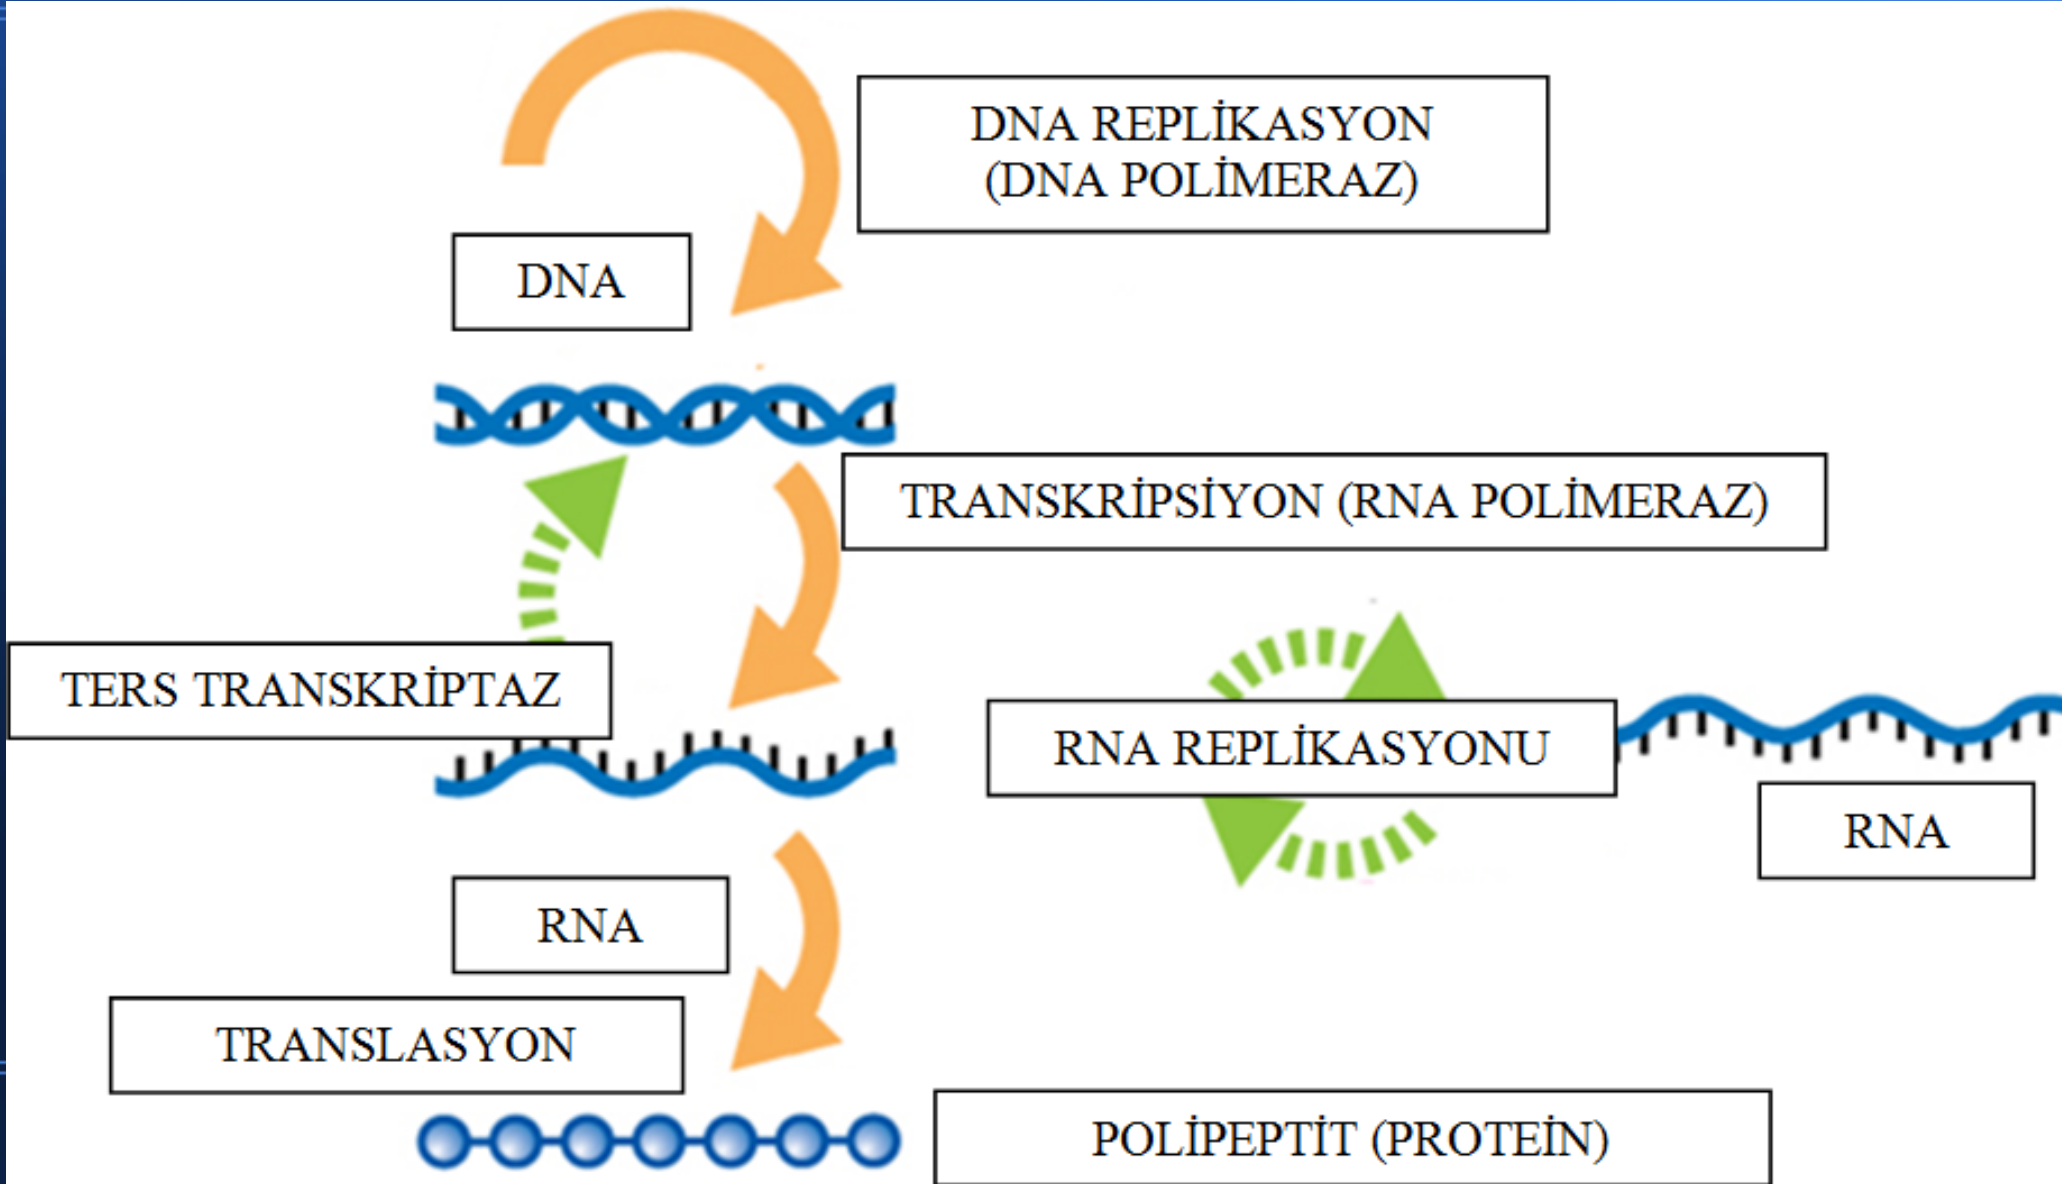 DNA REPLİKASYON
(DNA POLİMERAZ)
DNA
TRANSKRİPSİYON (RNA POLİMERAZ)
TERS TRANSKRİPTAZ
RNA REPLİKASYONU
RNA
RNA
TRANSLASYON
POLİPEPTİT (PROTEİN)